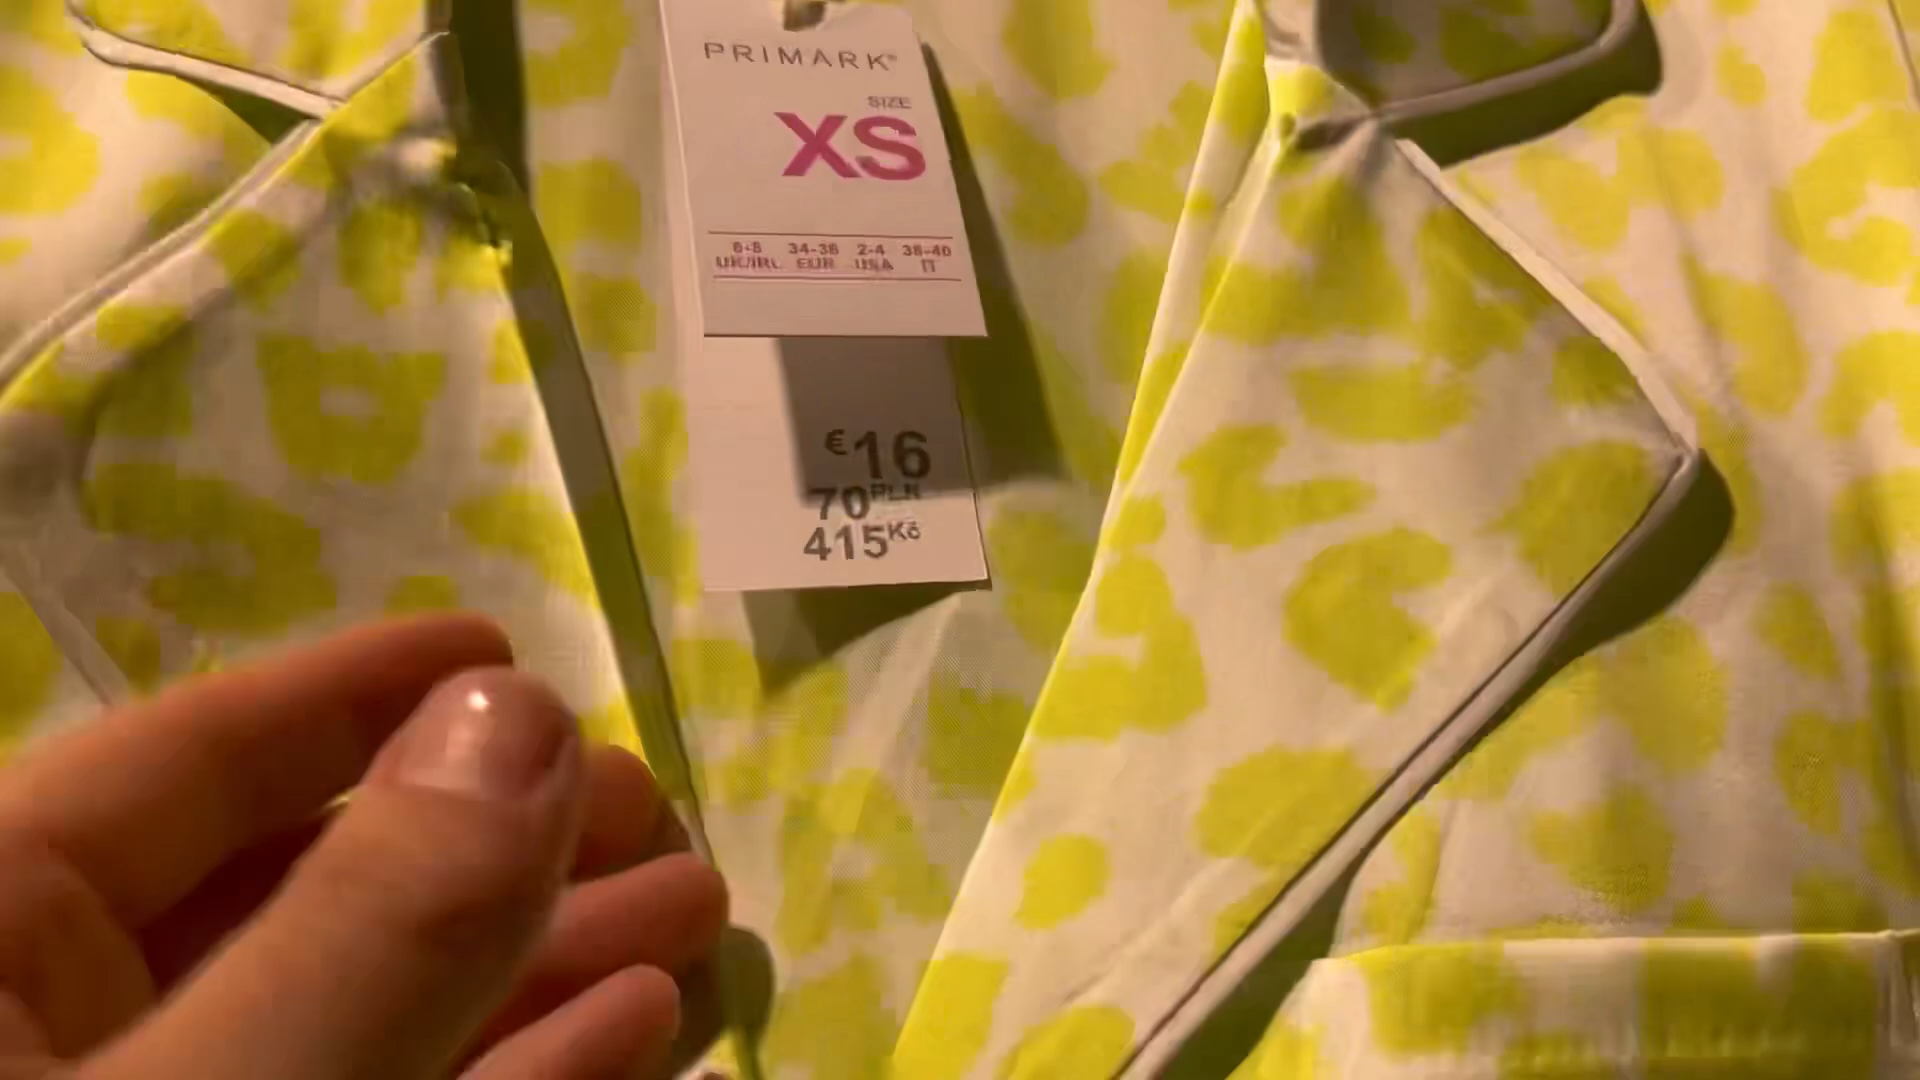 PRIMARK®
SIZE
XS
6-8 34-36 2-4 38-40
UK/IRL EUR USA IT
€16
70PLN
415Kč